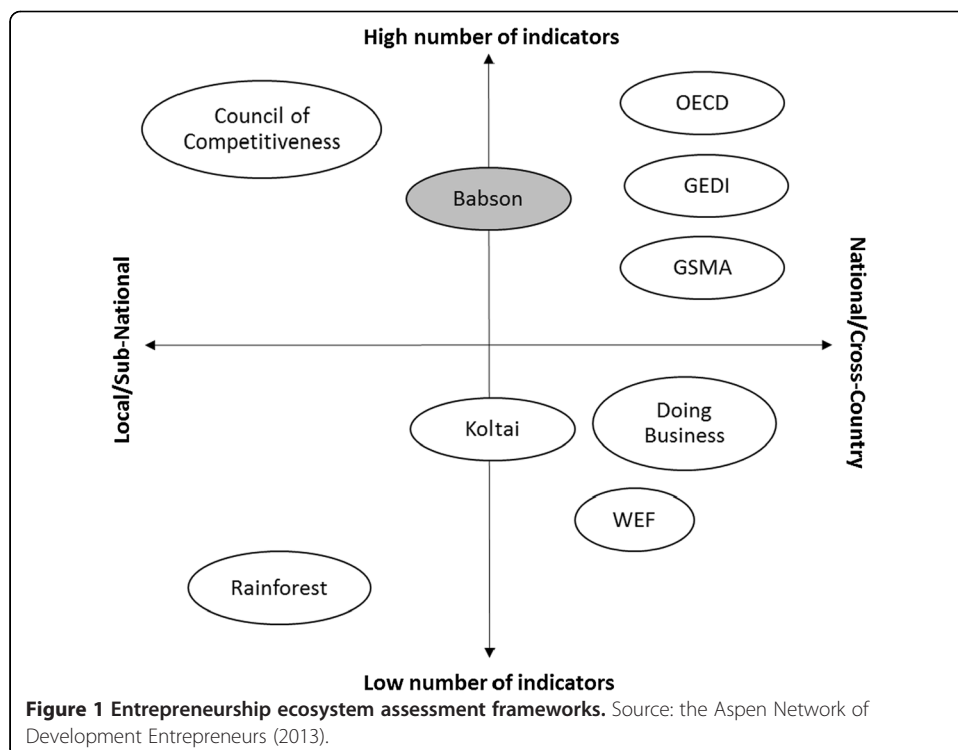 High number of indicators
Council of
Competitiveness
OECD
Babson
GEDI
GSMA
Local/Sub-National
National/Cross-Country
Koltai
Doing
Business
WEF
Rainforest
Low number of indicators
Figure 1 Entrepreneurship ecosystem assessment frameworks. Source: the Aspen Network of
Development Entrepreneurs (2013).